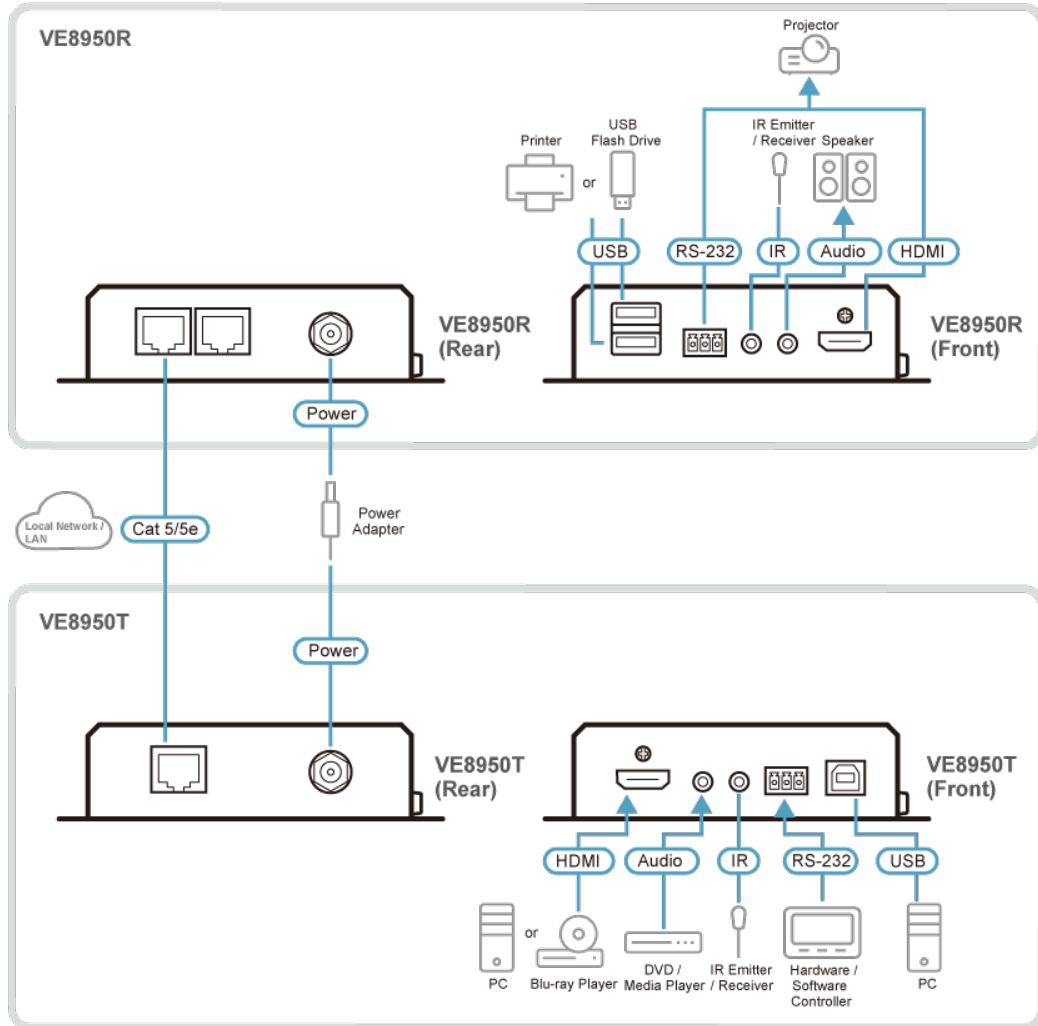 VE8950R
Projector
USB
Flash Drive
Printer
or
IR Emitter
/ Receiver
Speaker
USB
RS-232
IR
Audio
HDMI
VE8950R
(Rear)
VE8950R
(Front)
Power
Local Network /
LAN
Cat 5/5e
Power
Adapter
VE8950T
Power
VE8950T
(Rear)
VE8950T
(Front)
HDMI
Audio
IR
RS-232
USB
or
PC
Blu-ray Player
DVD /
Media Player
IR Emitter
/ Receiver
Hardware /
Software
Controller
PC